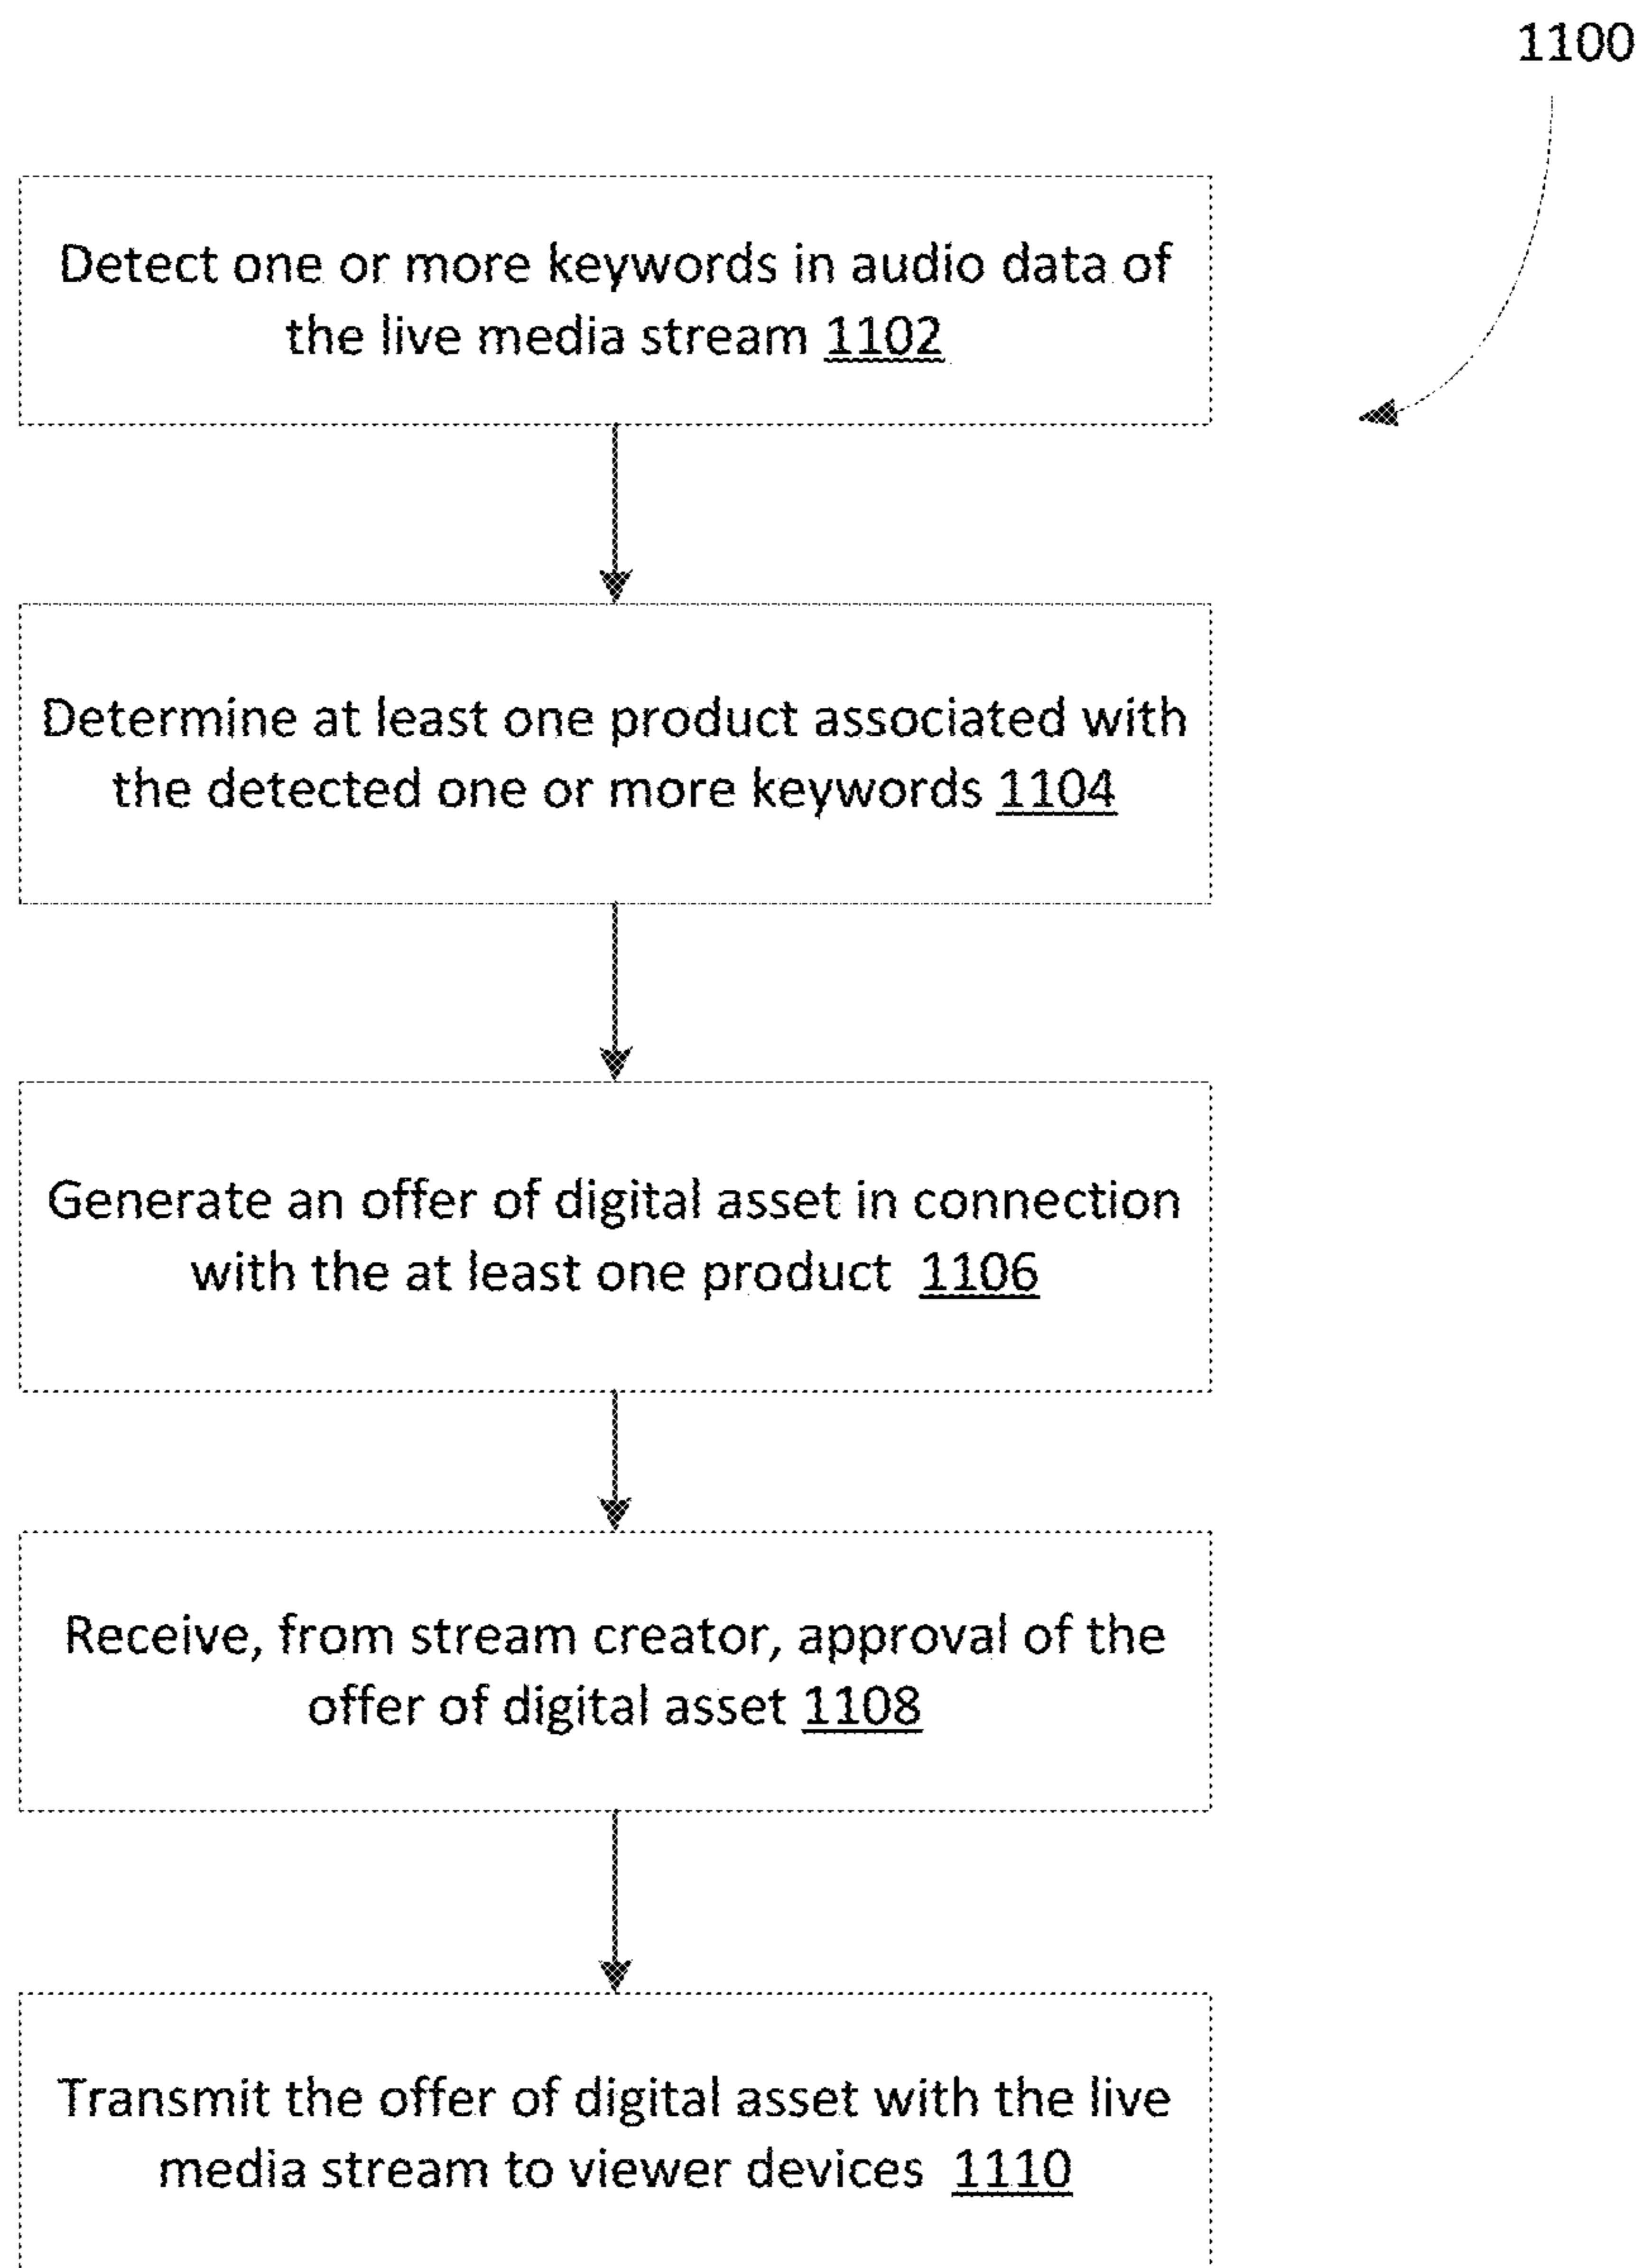 1100
Detect one or more keywords in audio data of
the live media stream 1102
Determine at least one product associated with
the detected one or more keywords 1104
Generate an offer of digital asset in connection
with the at least one product 1106
Receive, from stream creator, approval of the
offer of digital asset 1108
Transmit the offer of digital asset with the live
media stream to viewer devices 1110